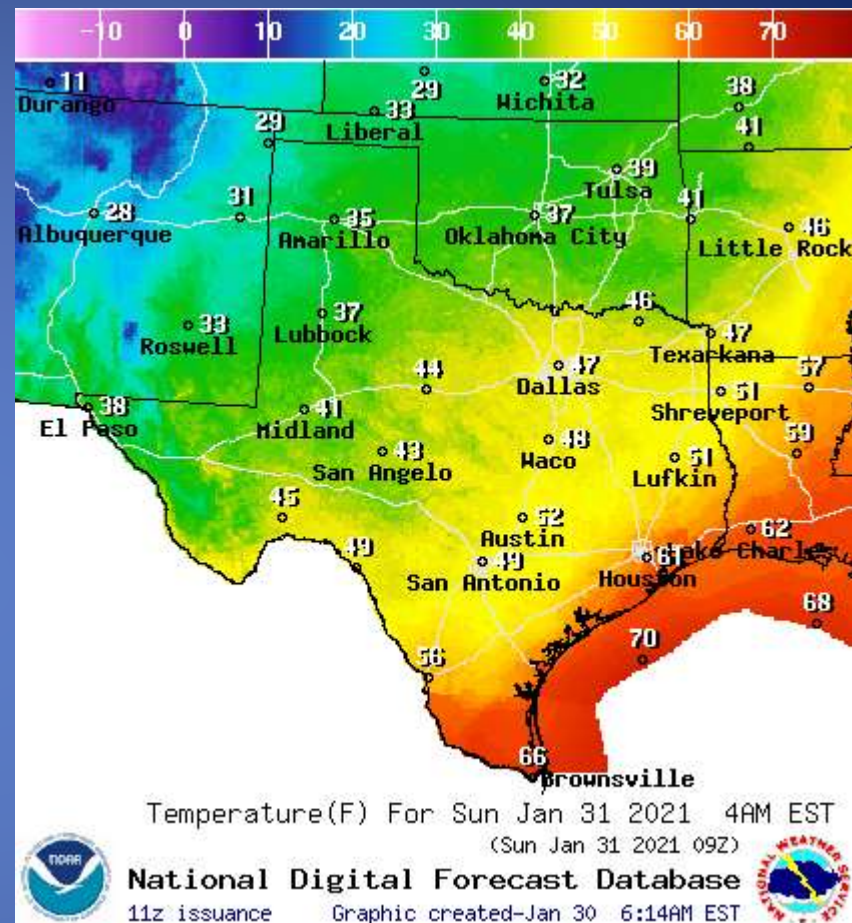 -10 0 10 20 30 40 50 60 70
11 Durango
29
32 Wichita
38
33 Liberal
29
41
39 Tulsa
28 Albuquerque
31
35 Amarillo
37 Oklahoma City
41
46 Little Rock
33 Roswell
37 Lubbock
46
47 Texarkana
47 Dallas
44
51 Shreveport
57
38 El Paso
41 Midland
43 San Angelo
48 Waco
51 Lufkin
59
45
52 Austin
62 Lake Charles
49
49 San Antonio
61 Houston
68
70
56
66 Brownsville
Temperature(F) For Sun Jan 31 2021 4AM EST
(Sun Jan 31 2021 09Z)
National Digital Forecast Database
11z issuance Graphic created-Jan 30 6:14AM EST
NOAA
NATIONAL WEATHER SERVICE